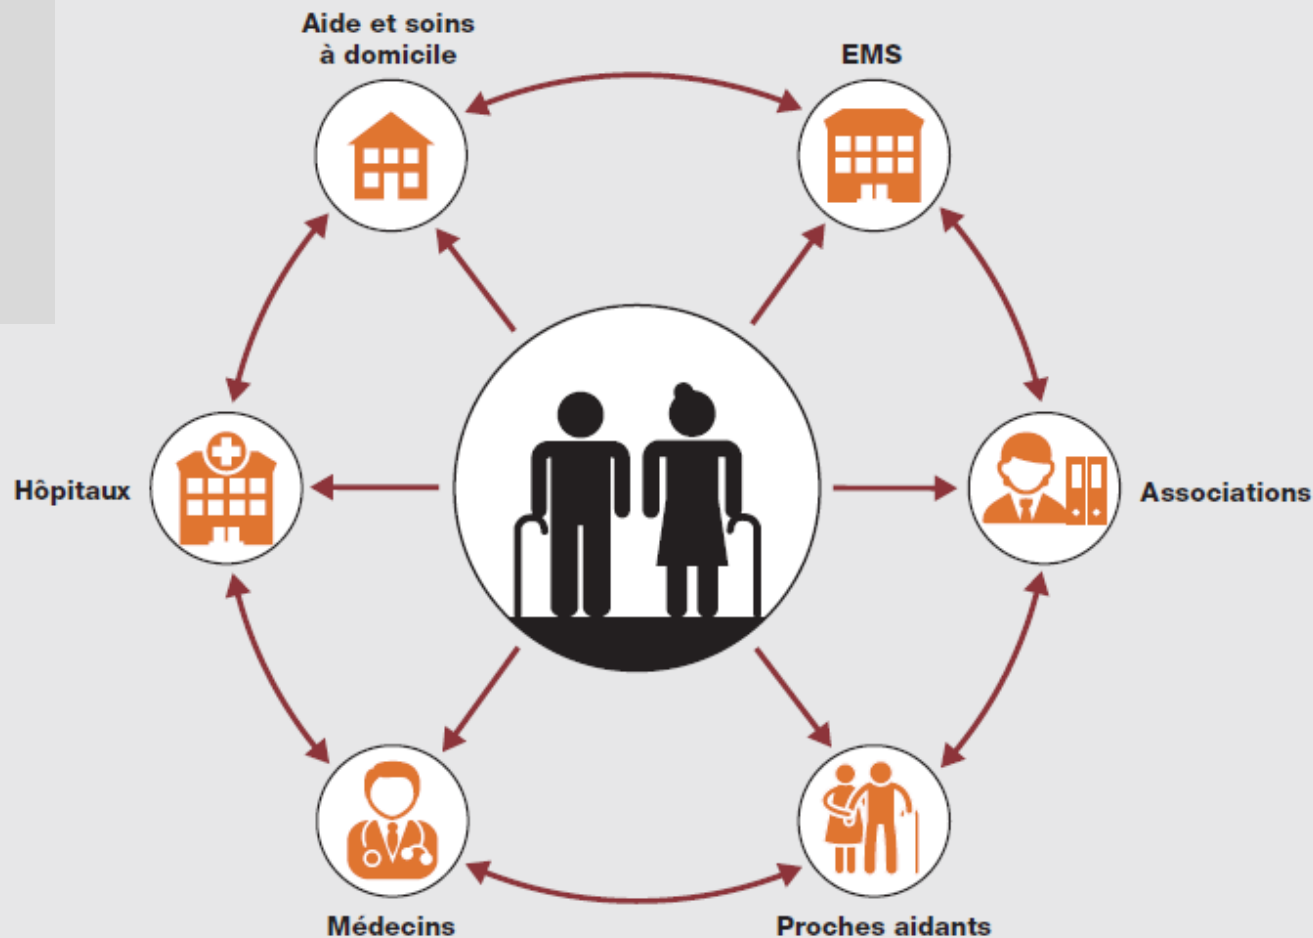 Aide et soins
à domicile
EMS
Hôpitaux
Associations
Médecins
Proches aidants